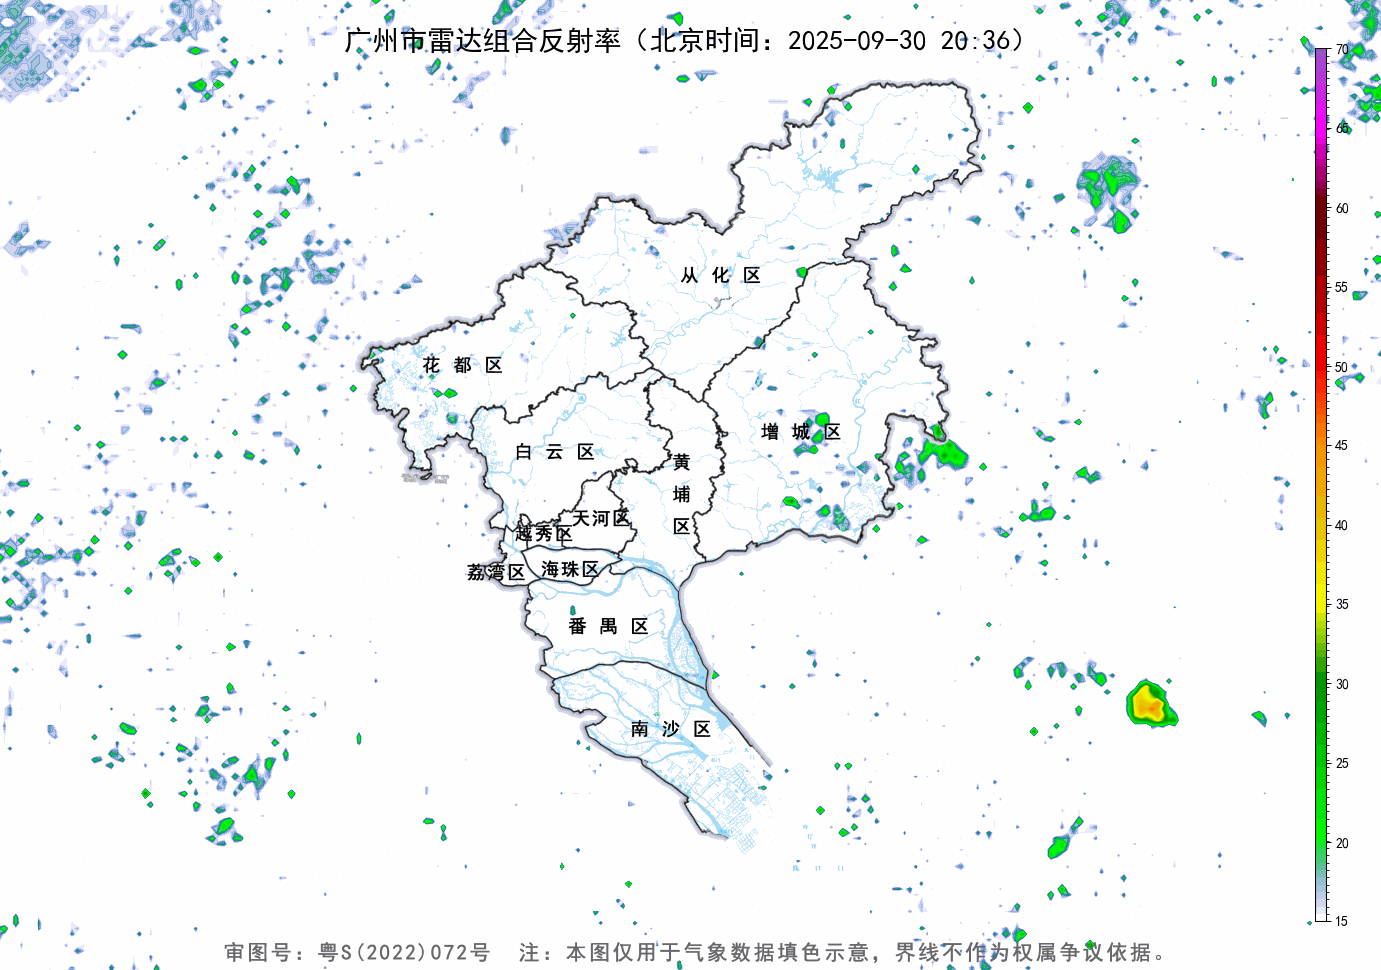 广州市雷达组合反射率（北京时间：2025-09-30 20:36）
70
65
60
55
50
45
40
35
30
25
20
15
从化区
花都区
增城区
白云区
黄埔区
天河区
越秀区
荔湾区
海珠区
番禺区
南沙区
审图号：粤S(2022)072号 注：本图仅用于气象数据填色示意，界线不作为权属争议依据。